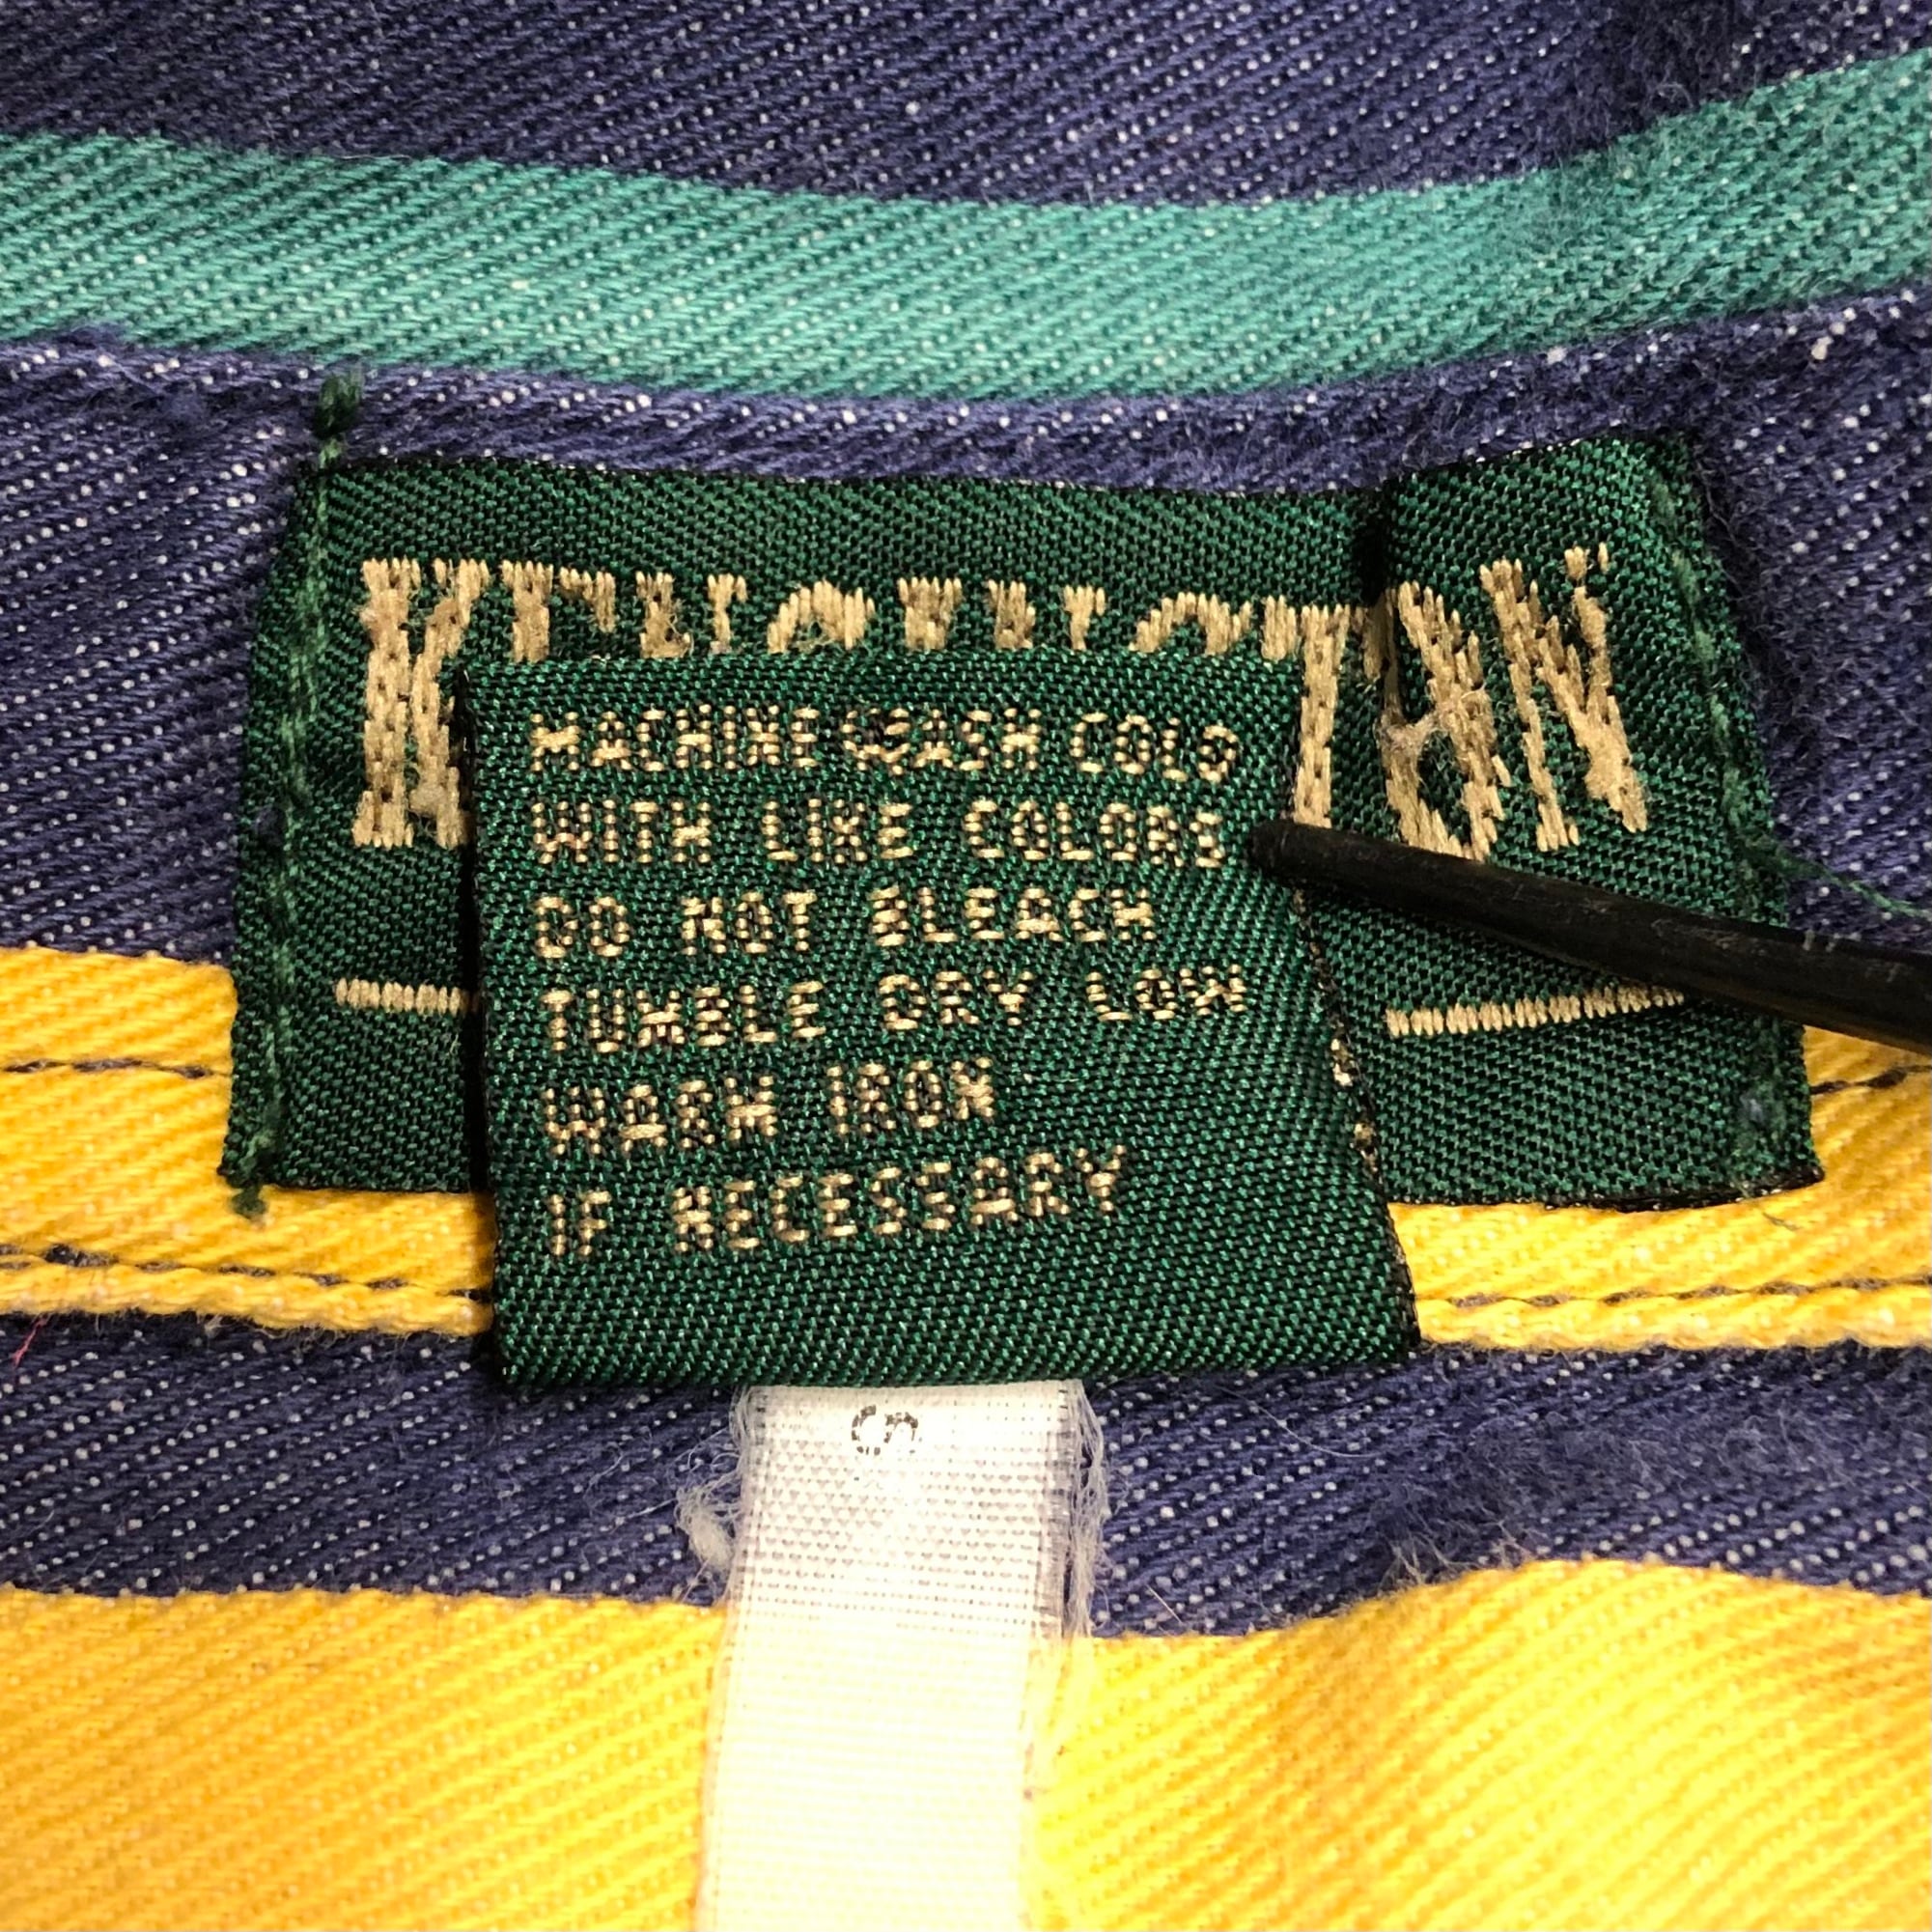 MACHINE WASH COLD
WITH LIKE COLORS
DO NOT BLEACH
TUMBLE DRY LOW
WARM IRON
IF NECESSARY